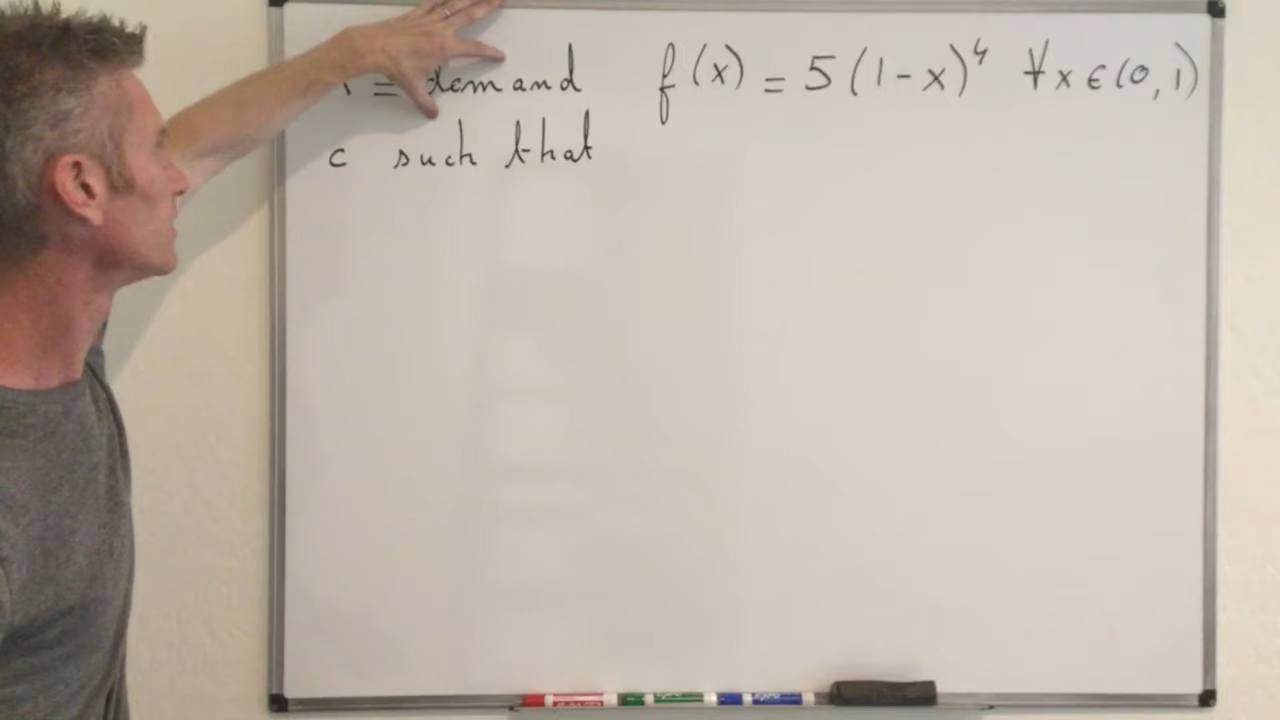 = demand f(x) = 5(1-x)⁴ ∀x∈(0,1)
c such that